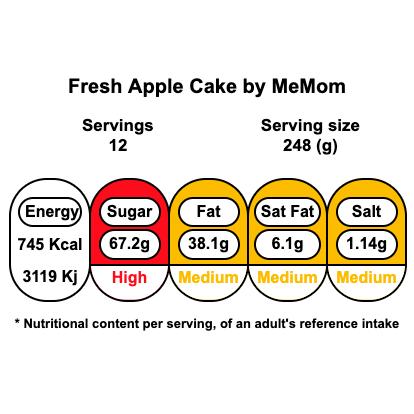 Fresh Apple Cake by MeMom
Servings
12
Serving size
248 (g)
Energy Sugar Fat Sat Fat Salt
745 Kcal 67.2g 38.1g 6.1g 1.14g
3119 Kj High Medium Medium Medium
* Nutritional content per serving, of an adult's reference intake